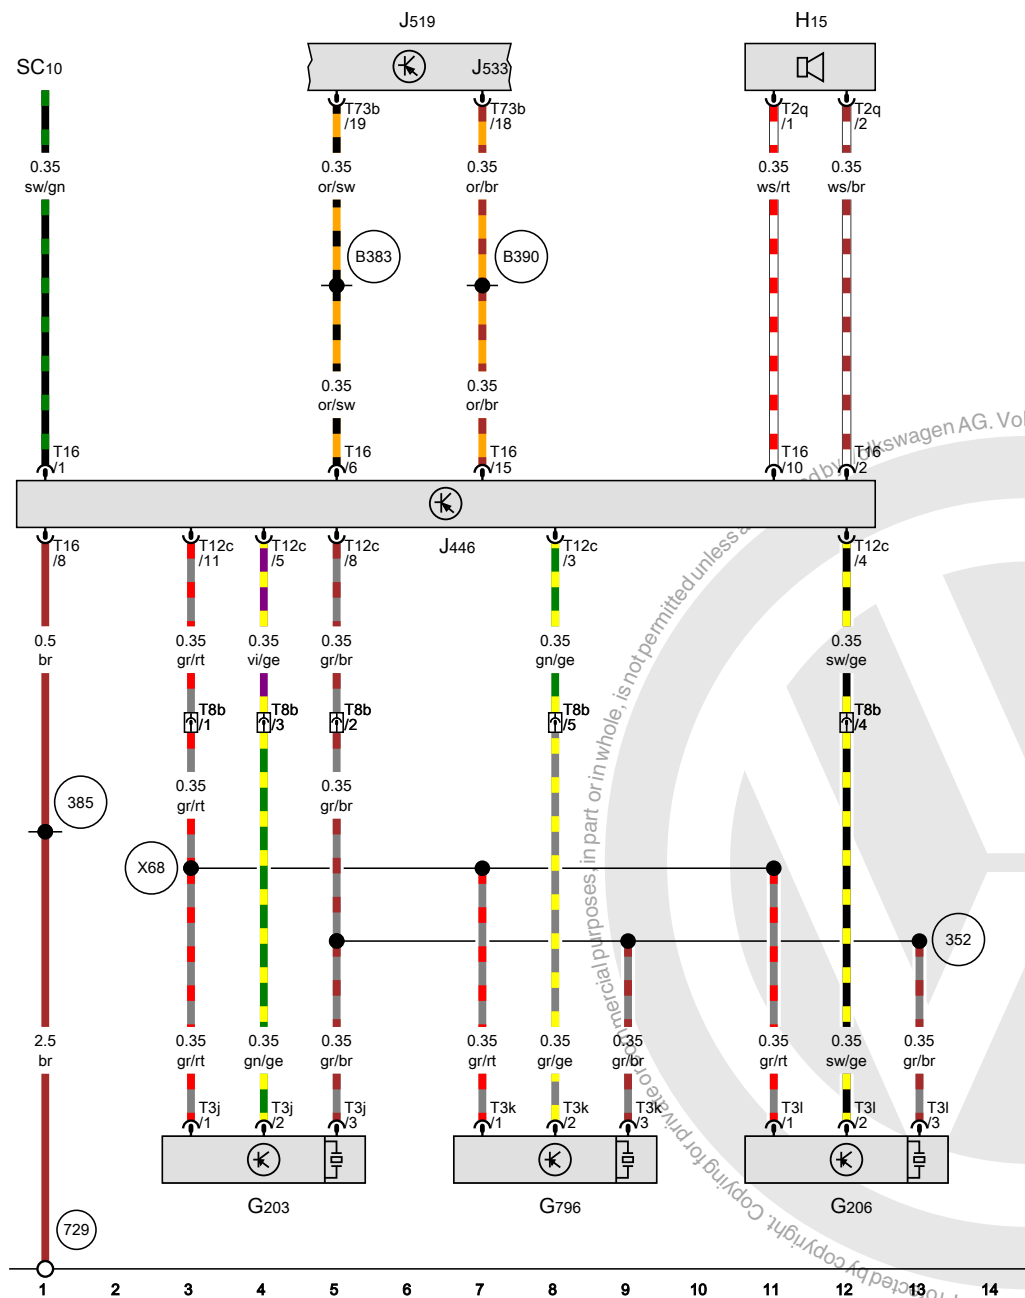 J519
H15
SC10
J533
T73b
/19
T73b
/18
T2q
/1
T2q
/2
0.35
sw/gn
0.35
or/sw
0.35
or/br
0.35
ws/rt
0.35
ws/br
B383
B390
0.35
or/sw
0.35
or/br
T16
/1
T16
/6
T16
/15
T16
/10
T16
/2
J446
T16
/8
T12c
/11
T12c
/5
T12c
/8
T12c
/3
T12c
/4
0.5
br
0.35
gr/rt
0.35
vi/ge
0.35
gr/br
0.35
gn/ge
0.35
sw/ge
T8b
/1
T8b
/3
T8b
/2
T8b
/5
T8b
/4
0.35
gr/rt
0.35
gr/br
385
X68
352
2.5
br
0.35
gr/rt
0.35
gn/ge
0.35
gr/br
0.35
gr/rt
0.35
gr/ge
0.35
gr/br
0.35
gr/rt
0.35
sw/ge
0.35
gr/br
T3j
/1
T3j
/2
T3j
/3
T3k
/1
T3k
/2
T3k
/3
T3l
/1
T3l
/2
T3l
/3
G203
G796
G206
729
1 2 3 4 5 6 7 8 9 10 11 12 13 14
Protected by copyright. Copying for private or commercial purposes, in part or in whole, is not permitted unless
by Volkswagen AG. Vol